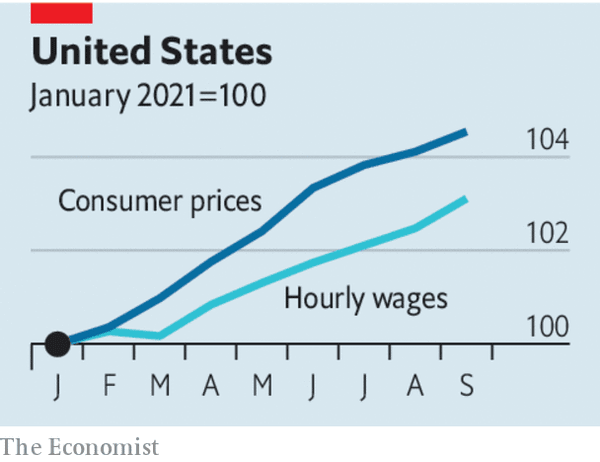 United States
January 2021=100
104
Consumer prices
102
Hourly wages
100
J F M A M J J A S
The Economist